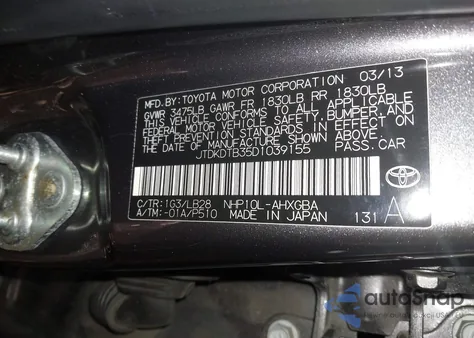 MFD. BY: TOYOTA MOTOR CORPORATION 03/13
GVWR 3475LB GAWR FR 1830LB RR 1830LB
THIS VEHICLE CONFORMS TO ALL APPLICABLE
FEDERAL MOTOR VEHICLE SAFETY, BUMPER, AND
THEFT PREVENTION STANDARDS IN EFFECT ON
THE DATE OF MANUFACTURE SHOWN ABOVE.
JTDKDTB35D1039155 PASS. CAR
C/TR: 1G3/LB28 NHP10L-AHXGBA
A/TM: -01A/P510 MADE IN JAPAN 131 A
autoSnap